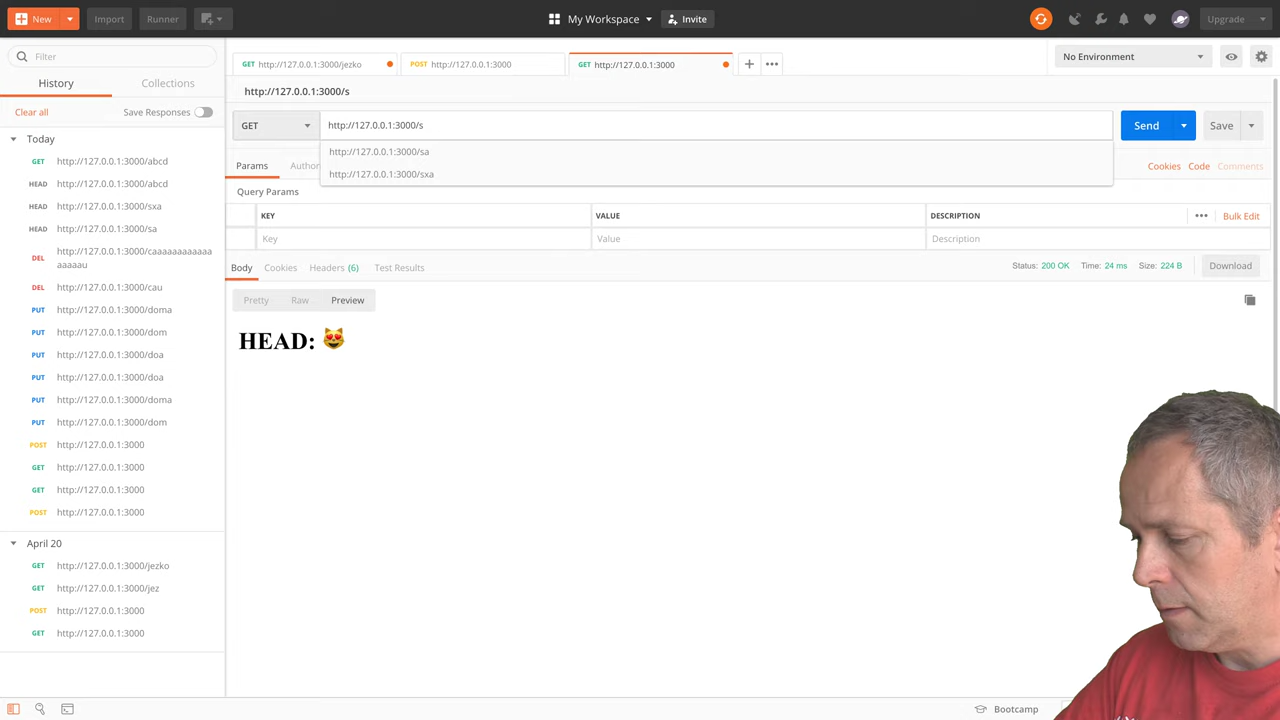 New
Import
Runner
My Workspace
Invite
Upgrade
Filter
History
Collections
Clear all
Save Responses
Today
GET http://127.0.0.1:3000/abcd
HEAD http://127.0.0.1:3000/abcd
HEAD http://127.0.0.1:3000/sxa
HEAD http://127.0.0.1:3000/sa
DEL http://127.0.0.1:3000/caaaaaaaaaaaa
aaaaau
DEL http://127.0.0.1:3000/cau
PUT http://127.0.0.1:3000/doma
PUT http://127.0.0.1:3000/dom
PUT http://127.0.0.1:3000/doa
PUT http://127.0.0.1:3000/doa
PUT http://127.0.0.1:3000/doma
PUT http://127.0.0.1:3000/dom
POST http://127.0.0.1:3000
GET http://127.0.0.1:3000
GET http://127.0.0.1:3000
POST http://127.0.0.1:3000
April 20
GET http://127.0.0.1:3000/jezko
GET http://127.0.0.1:3000/jez
POST http://127.0.0.1:3000
GET http://127.0.0.1:3000
GET http://127.0.0.1:3000/jezko
POST http://127.0.0.1:3000
GET http://127.0.0.1:3000
No Environment
http://127.0.0.1:3000/s
GET
http://127.0.0.1:3000/s
Send
Save
http://127.0.0.1:3000/sa
http://127.0.0.1:3000/sxa
Params
Author
Cookies
Code
Comments
Query Params
KEY
VALUE
DESCRIPTION
Bulk Edit
Key
Value
Description
Body
Cookies
Headers (6)
Test Results
Status: 200 OK
Time: 24 ms
Size: 224 B
Download
Pretty
Raw
Preview
HEAD: 😻
Bootcamp